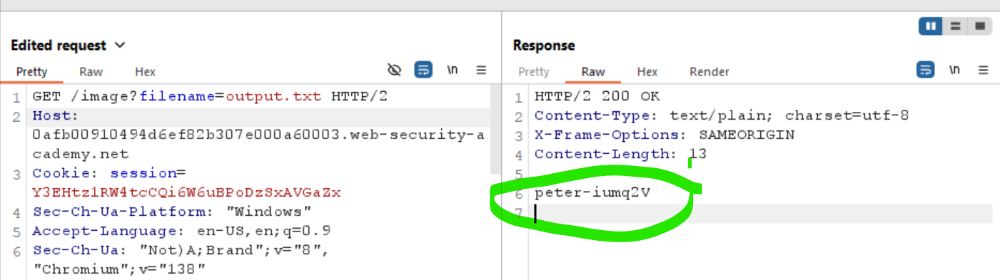 Edited request
Pretty Raw Hex \n
1 GET /image?filename=output.txt HTTP/2
2 Host:
0afb00910494d6ef82b307e000a60003.web-security-a
cademy.net
3 Cookie: session=
Y3EHtzlRW4tcCQi6W6uBPoDzSxAVGaZx
4 Sec-Ch-Ua-Platform: "Windows"
5 Accept-Language: en-US,en;q=0.9
6 Sec-Ch-Ua: "Not)A;Brand";v="8",
"Chromium";v="138"
Response
Pretty Raw Hex Render \n
1 HTTP/2 200 OK
2 Content-Type: text/plain; charset=utf-8
3 X-Frame-Options: SAMEORIGIN
4 Content-Length: 13
5
6 peter-iumq2V
7